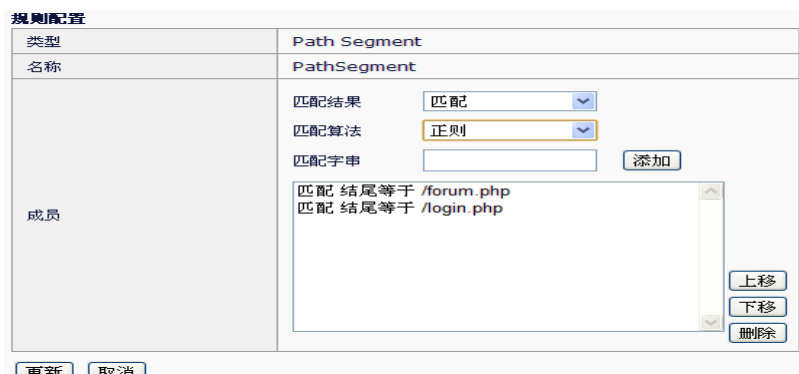 规则配置
类型 Path Segment
名称 PathSegment
成员
匹配结果 匹配
匹配算法 正则
匹配字串 添加
匹配 结尾等于 /forum.php
匹配 结尾等于 /login.php
上移
下移
删除
更新 取消